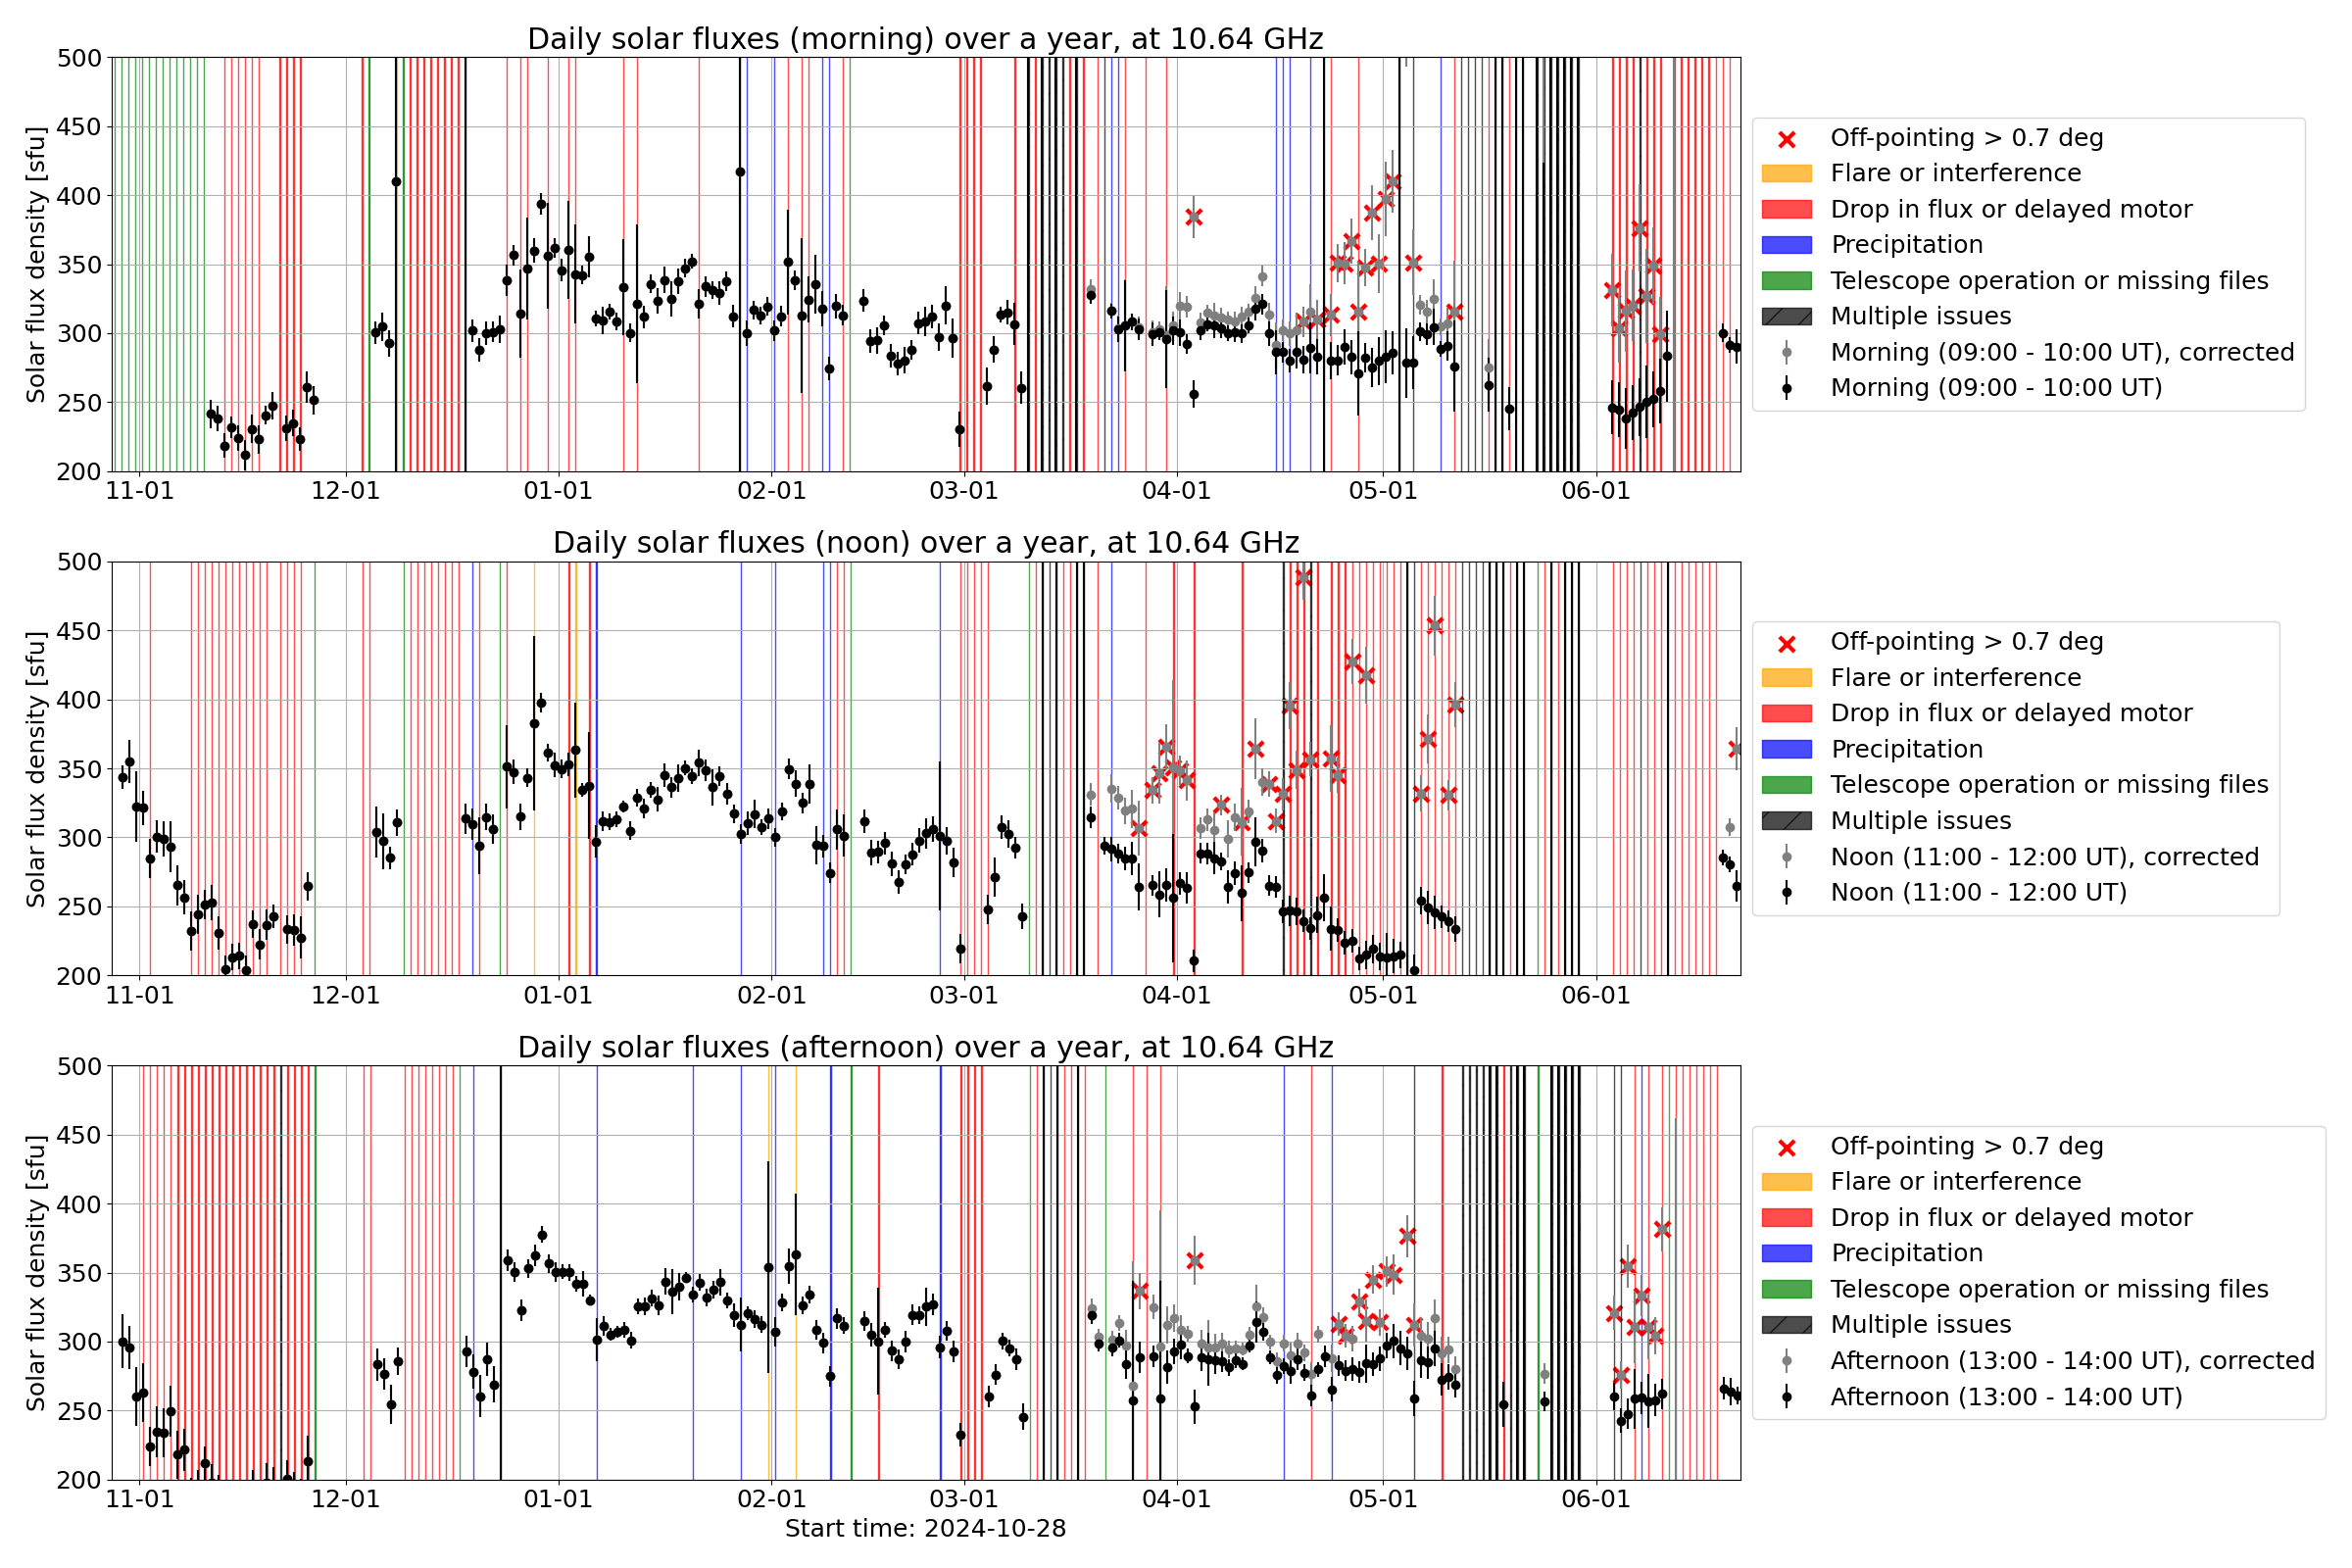 Daily solar fluxes (morning) over a year, at 10.64 GHz
Solar flux density [sfu]
500
450
400
350
300
250
200
11-01 12-01 01-01 02-01 03-01 04-01 05-01 06-01
Off-pointing > 0.7 deg
Flare or interference
Drop in flux or delayed motor
Precipitation
Telescope operation or missing files
Multiple issues
Morning (09:00 - 10:00 UT), corrected
Morning (09:00 - 10:00 UT)
Daily solar fluxes (noon) over a year, at 10.64 GHz
Solar flux density [sfu]
500
450
400
350
300
250
200
11-01 12-01 01-01 02-01 03-01 04-01 05-01 06-01
Off-pointing > 0.7 deg
Flare or interference
Drop in flux or delayed motor
Precipitation
Telescope operation or missing files
Multiple issues
Noon (11:00 - 12:00 UT), corrected
Noon (11:00 - 12:00 UT)
Daily solar fluxes (afternoon) over a year, at 10.64 GHz
Solar flux density [sfu]
500
450
400
350
300
250
200
11-01 12-01 01-01 02-01 03-01 04-01 05-01 06-01
Start time: 2024-10-28
Off-pointing > 0.7 deg
Flare or interference
Drop in flux or delayed motor
Precipitation
Telescope operation or missing files
Multiple issues
Afternoon (13:00 - 14:00 UT), corrected
Afternoon (13:00 - 14:00 UT)